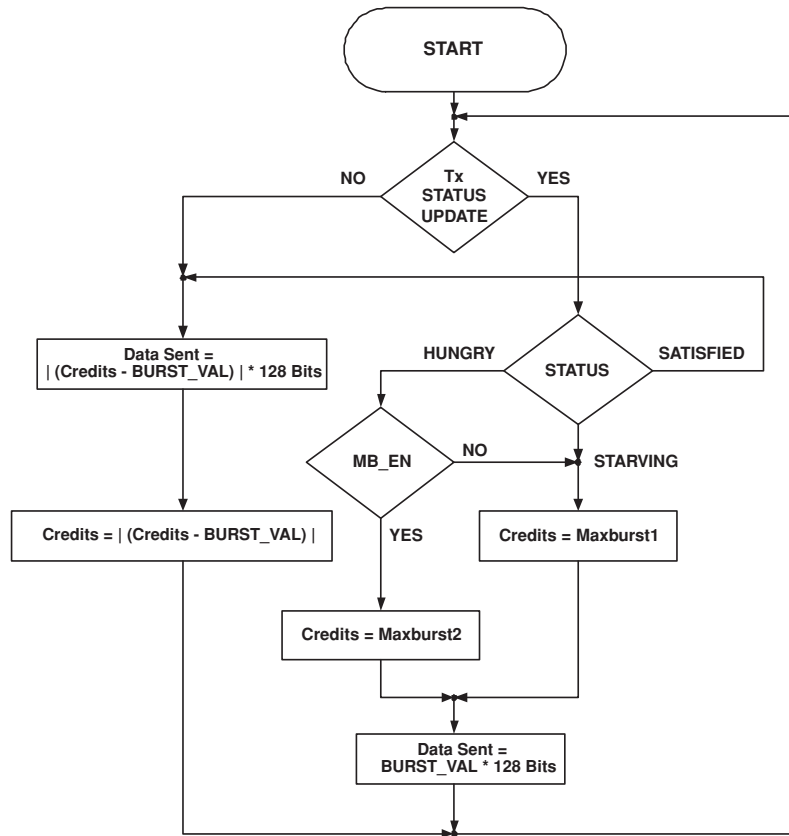 START
NO
Tx
STATUS
UPDATE
YES
Data Sent =
| (Credits - BURST_VAL) | * 128 Bits
HUNGRY
STATUS
SATISFIED
MB_EN
NO
STARVING
Credits = | (Credits - BURST_VAL) |
YES
Credits = Maxburst1
Credits = Maxburst2
Data Sent =
BURST_VAL * 128 Bits